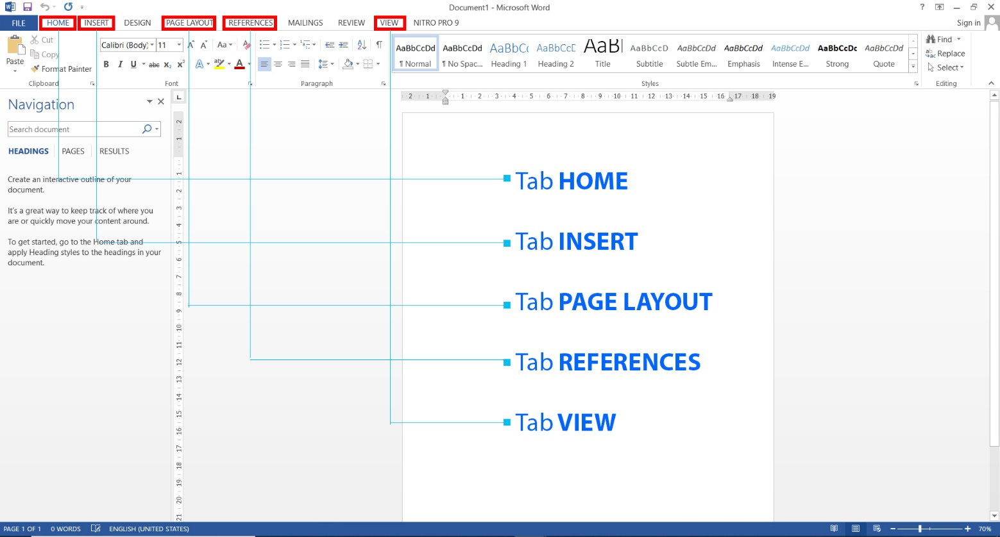 Document1 - Microsoft Word
?
FILE HOME INSERT DESIGN PAGE LAYOUT REFERENCES MAILINGS REVIEW VIEW NITRO PRO 9 Sign in
Paste
Cut
Copy
Format Painter
Clipboard
Calibri (Body) 11 A A Aa
B I U abc X₂ X² A ab A
Font
Paragraph
AaBbCcDd AaBbCcDd AaBbC( AaBbCcE AaB AaBbCcD AaBbCcDd AaBbCcDd AaBbCcDd AaBbCcDc AaBbCcDd
¶ Normal ¶ No Spac... Heading 1 Heading 2 Title Subtitle Subtle Em... Emphasis Intense E... Strong Quote
Styles
Find
Replace
Select
Editing
Navigation
Search document
HEADINGS PAGES RESULTS
Create an interactive outline of your
document.
It's a great way to keep track of where you
are or quickly move your content around.
To get started, go to the Home tab and
apply Heading styles to the headings in your
document.
2 1 1 2 3 4 5 6 7 8 9 10 11 12 13 14 15 16 17 18 19
2 1 1 2 3 4 5 6 7 8 9 10 11 12 13 14 15 16 17 18 19 20 21
Tab HOME
Tab INSERT
Tab PAGE LAYOUT
Tab REFERENCES
Tab VIEW
PAGE 1 OF 1 0 WORDS ENGLISH (UNITED STATES) 70%